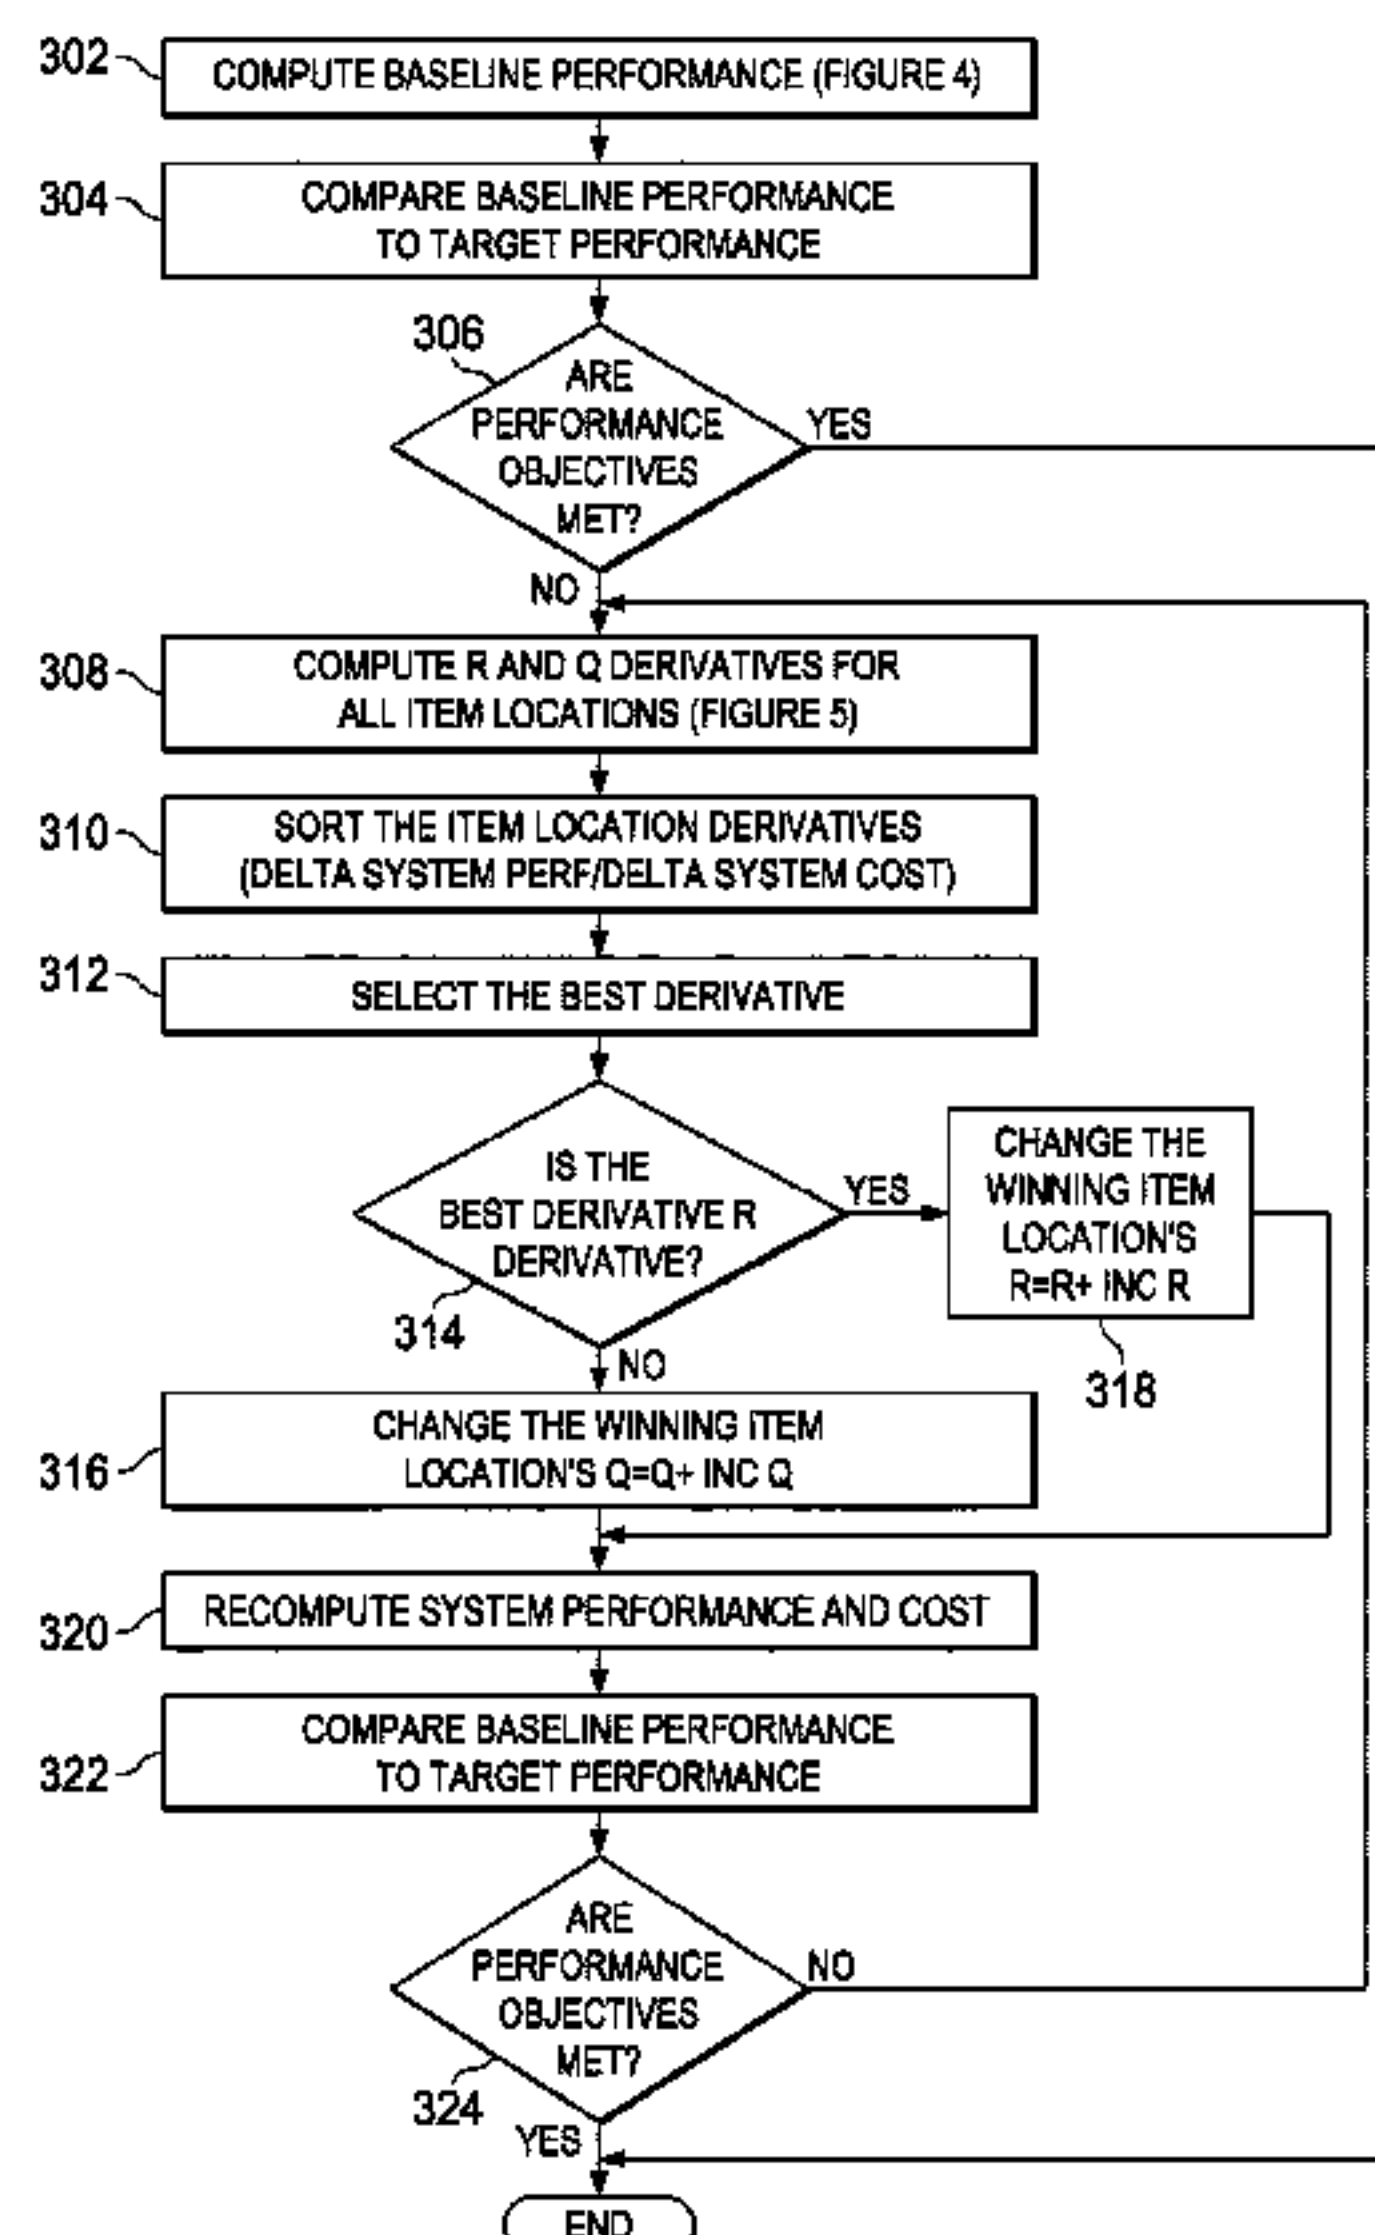 302
COMPUTE BASELINE PERFORMANCE (FIGURE 4)
304
COMPARE BASELINE PERFORMANCE
TO TARGET PERFORMANCE
306
ARE
PERFORMANCE
OBJECTIVES
MET?
YES
NO
308
COMPUTE R AND Q DERIVATIVES FOR
ALL ITEM LOCATIONS (FIGURE 5)
310
SORT THE ITEM LOCATION DERIVATIVES
(DELTA SYSTEM PERF/DELTA SYSTEM COST)
312
SELECT THE BEST DERIVATIVE
IS THE
BEST DERIVATIVE R
DERIVATIVE?
314
YES
CHANGE THE
WINNING ITEM
LOCATION'S
R=R+ INC R
318
NO
316
CHANGE THE WINNING ITEM
LOCATION'S Q=Q+ INC Q
320
RECOMPUTE SYSTEM PERFORMANCE AND COST
322
COMPARE BASELINE PERFORMANCE
TO TARGET PERFORMANCE
ARE
PERFORMANCE
OBJECTIVES
MET?
324
NO
YES
END